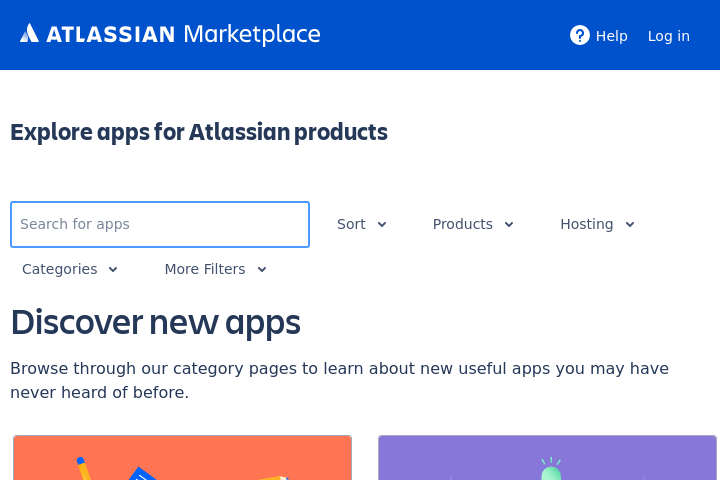 ATLASSIAN Marketplace
Help
Log in
Explore apps for Atlassian products
Search for apps
Sort
Products
Hosting
Categories
More Filters
Discover new apps
Browse through our category pages to learn about new useful apps you may have
never heard of before.